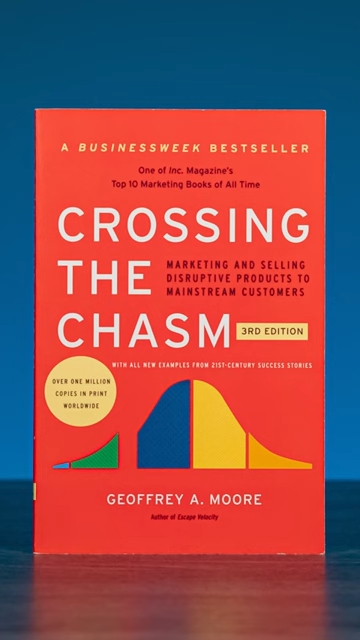 A BUSINESSWEEK BESTSELLER
One of Inc. Magazine's
Top 10 Marketing Books of All Time
CROSSING
THE
MARKETING AND SELLING
DISRUPTIVE PRODUCTS TO
MAINSTREAM CUSTOMERS
CHASM
3RD EDITION
WITH ALL NEW EXAMPLES FROM 21ST-CENTURY SUCCESS STORIES
OVER ONE MILLION
COPIES IN PRINT
WORLDWIDE
GEOFFREY A. MOORE
Author of Escape Velocity